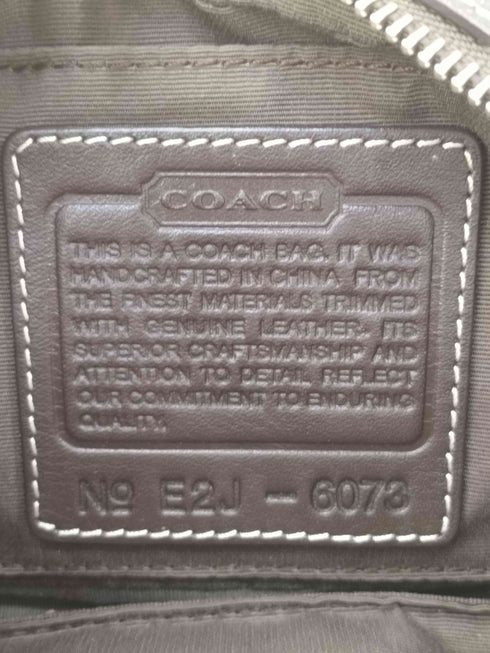 COACH
THIS IS A COACH BAG. IT WAS
HANDCRAFTED IN CHINA FROM
THE FINEST MATERIALS TRIMMED
WITH GENUINE LEATHER. ITS
SUPERIOR CRAFTSMANSHIP AND
ATTENTION TO DETAIL REFLECT
OUR COMMITMENT TO ENDURING
QUALITY.
No E2J - 6073